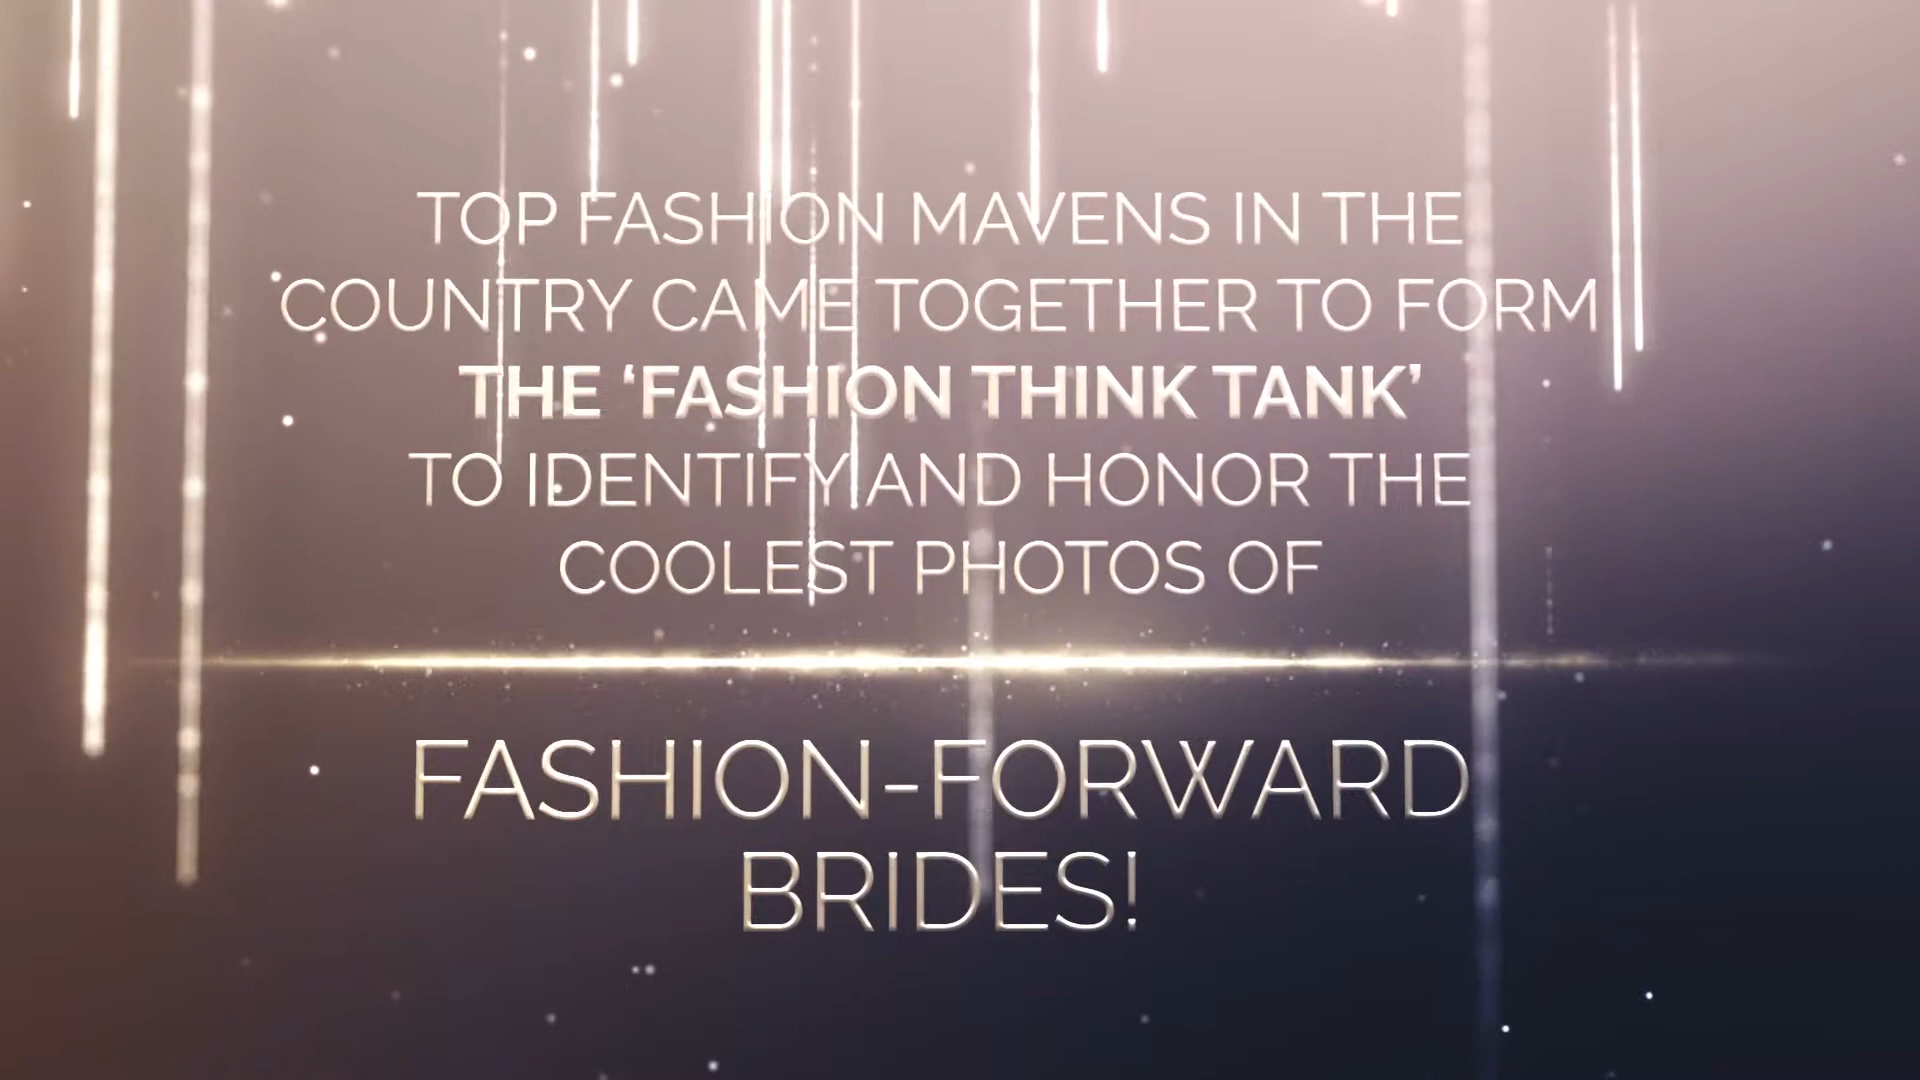 TOP FASHION MAVENS IN THE
COUNTRY CAME TOGETHER TO FORM
THE ‘FASHION THINK TANK’
TO IDENTIFY AND HONOR THE
COOLEST PHOTOS OF
FASHION-FORWARD
BRIDES!